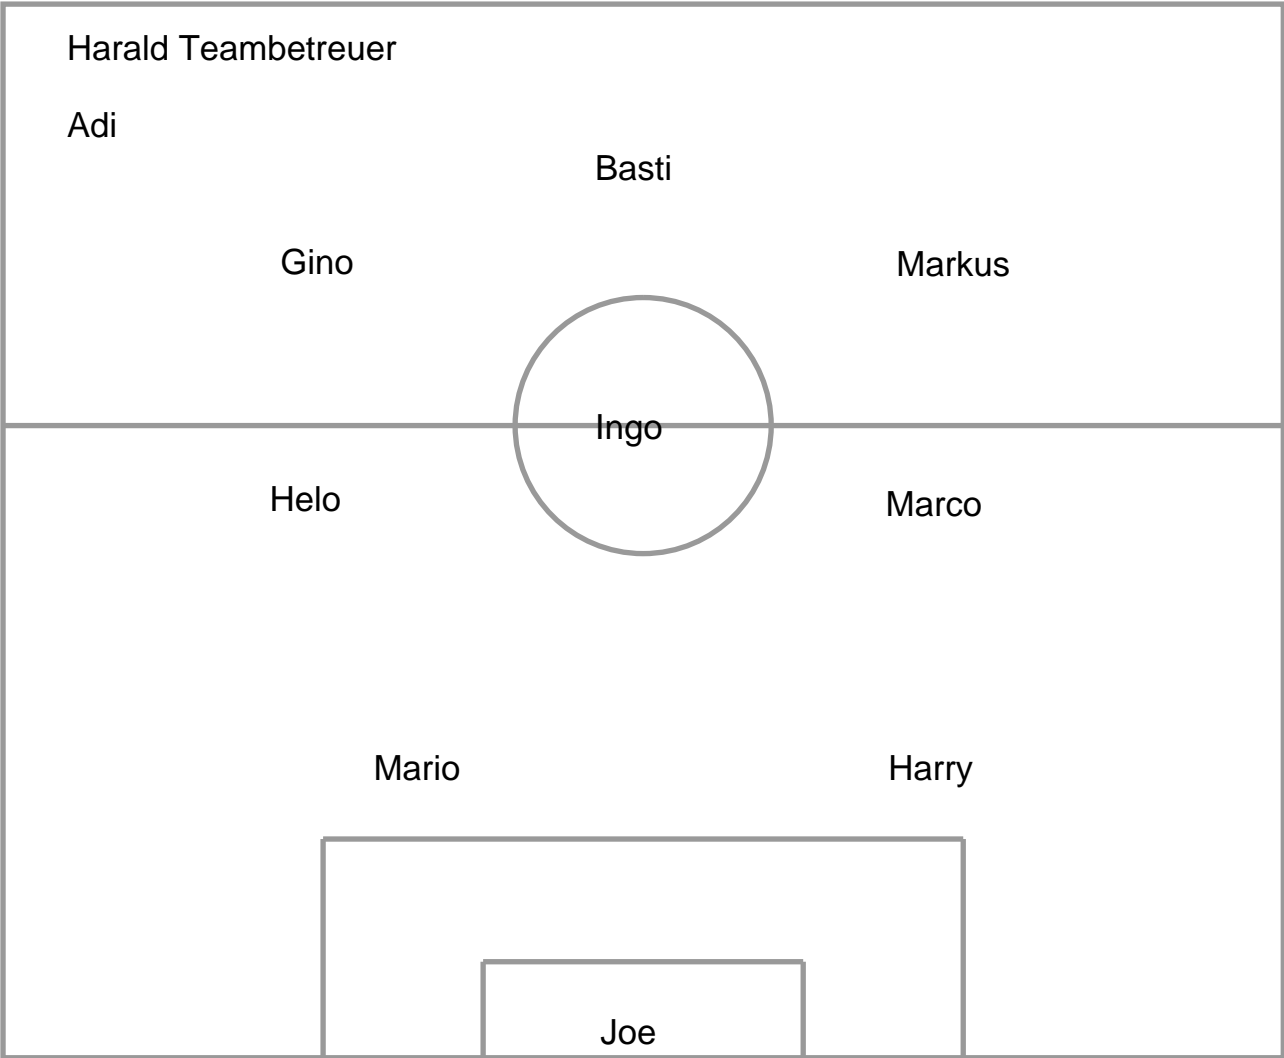 Harald Teambetreuer
Adi
Basti
Gino
Markus
Ingo
Helo
Marco
Mario
Harry
Joe